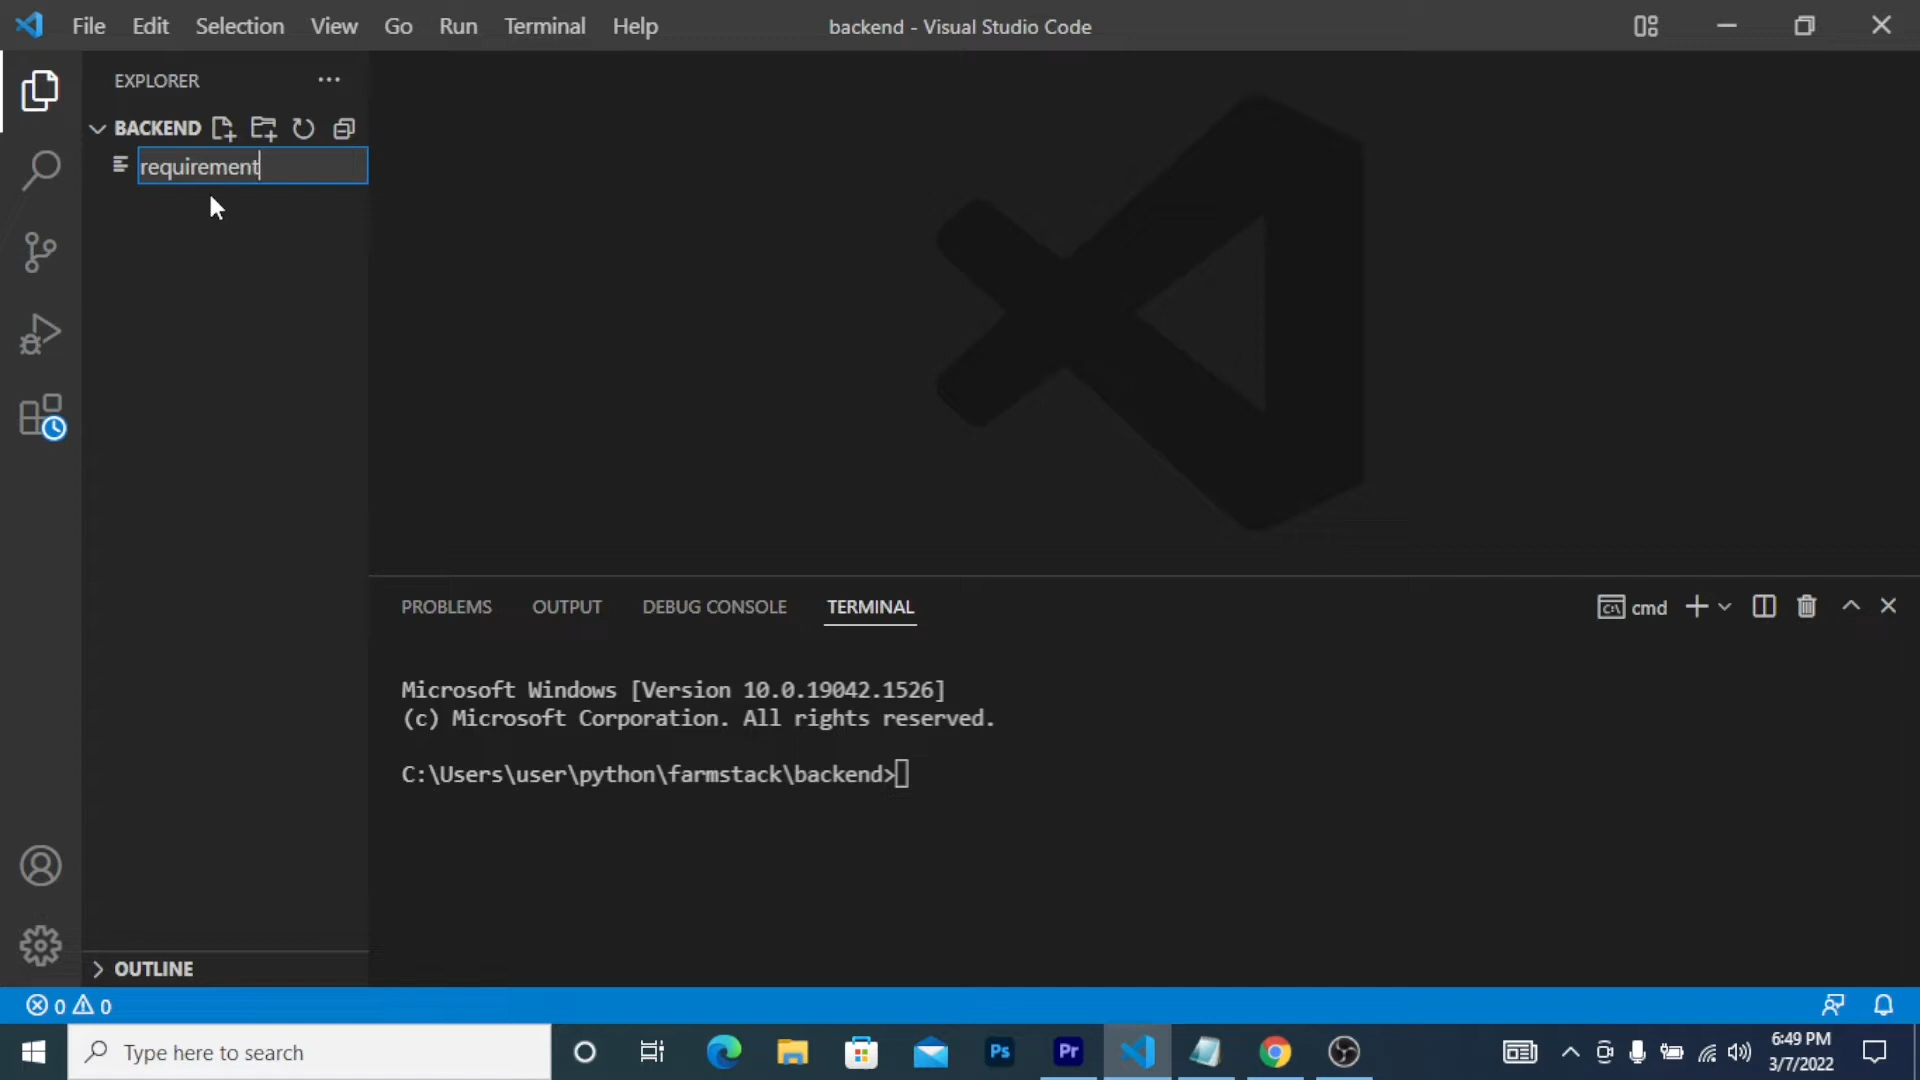 File Edit Selection View Go Run Terminal Help
backend - Visual Studio Code
EXPLORER
BACKEND
requirement
OUTLINE
PROBLEMS OUTPUT DEBUG CONSOLE TERMINAL
cmd
Microsoft Windows [Version 10.0.19042.1526]
(c) Microsoft Corporation. All rights reserved.
C:\Users\user\python\farmstack\backend>
0 0
Type here to search
Ps
Pr
6:49 PM
3/7/2022